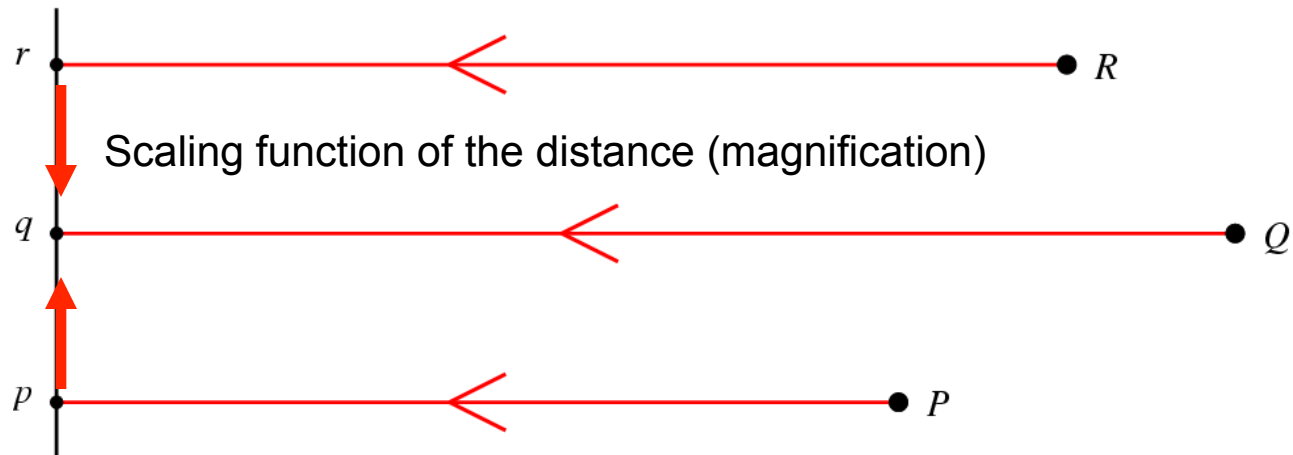 r R
Scaling function of the distance (magnification)
q Q
p P